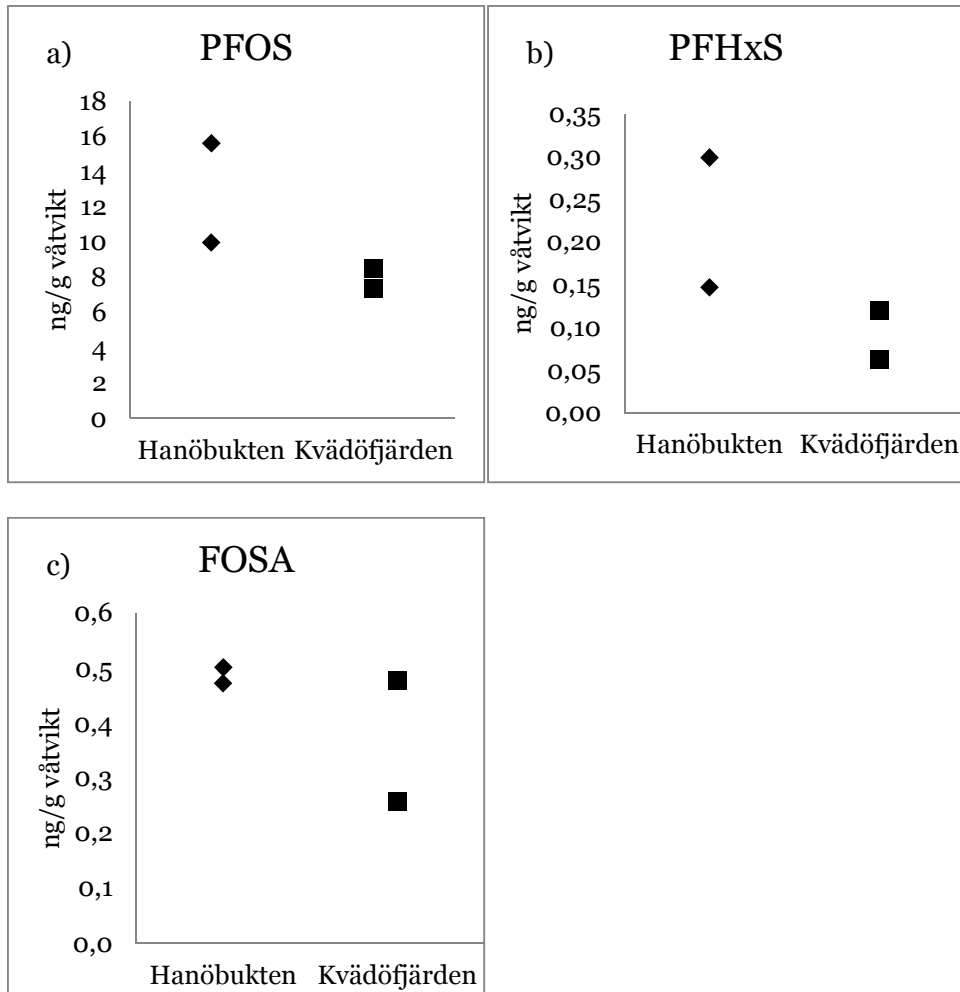 a) PFOS
18
16
14
12
10
8
6
4
2
0
ng/g våtvikt
Hanöbukten Kvädöfjärden
b) PFHxS
0,35
0,30
0,25
0,20
0,15
0,10
0,05
0,00
ng/g våtvikt
Hanöbukten Kvädöfjärden
c) FOSA
0,6
0,5
0,4
0,3
0,2
0,1
0,0
ng/g våtvikt
Hanöbukten Kvädöfjärden